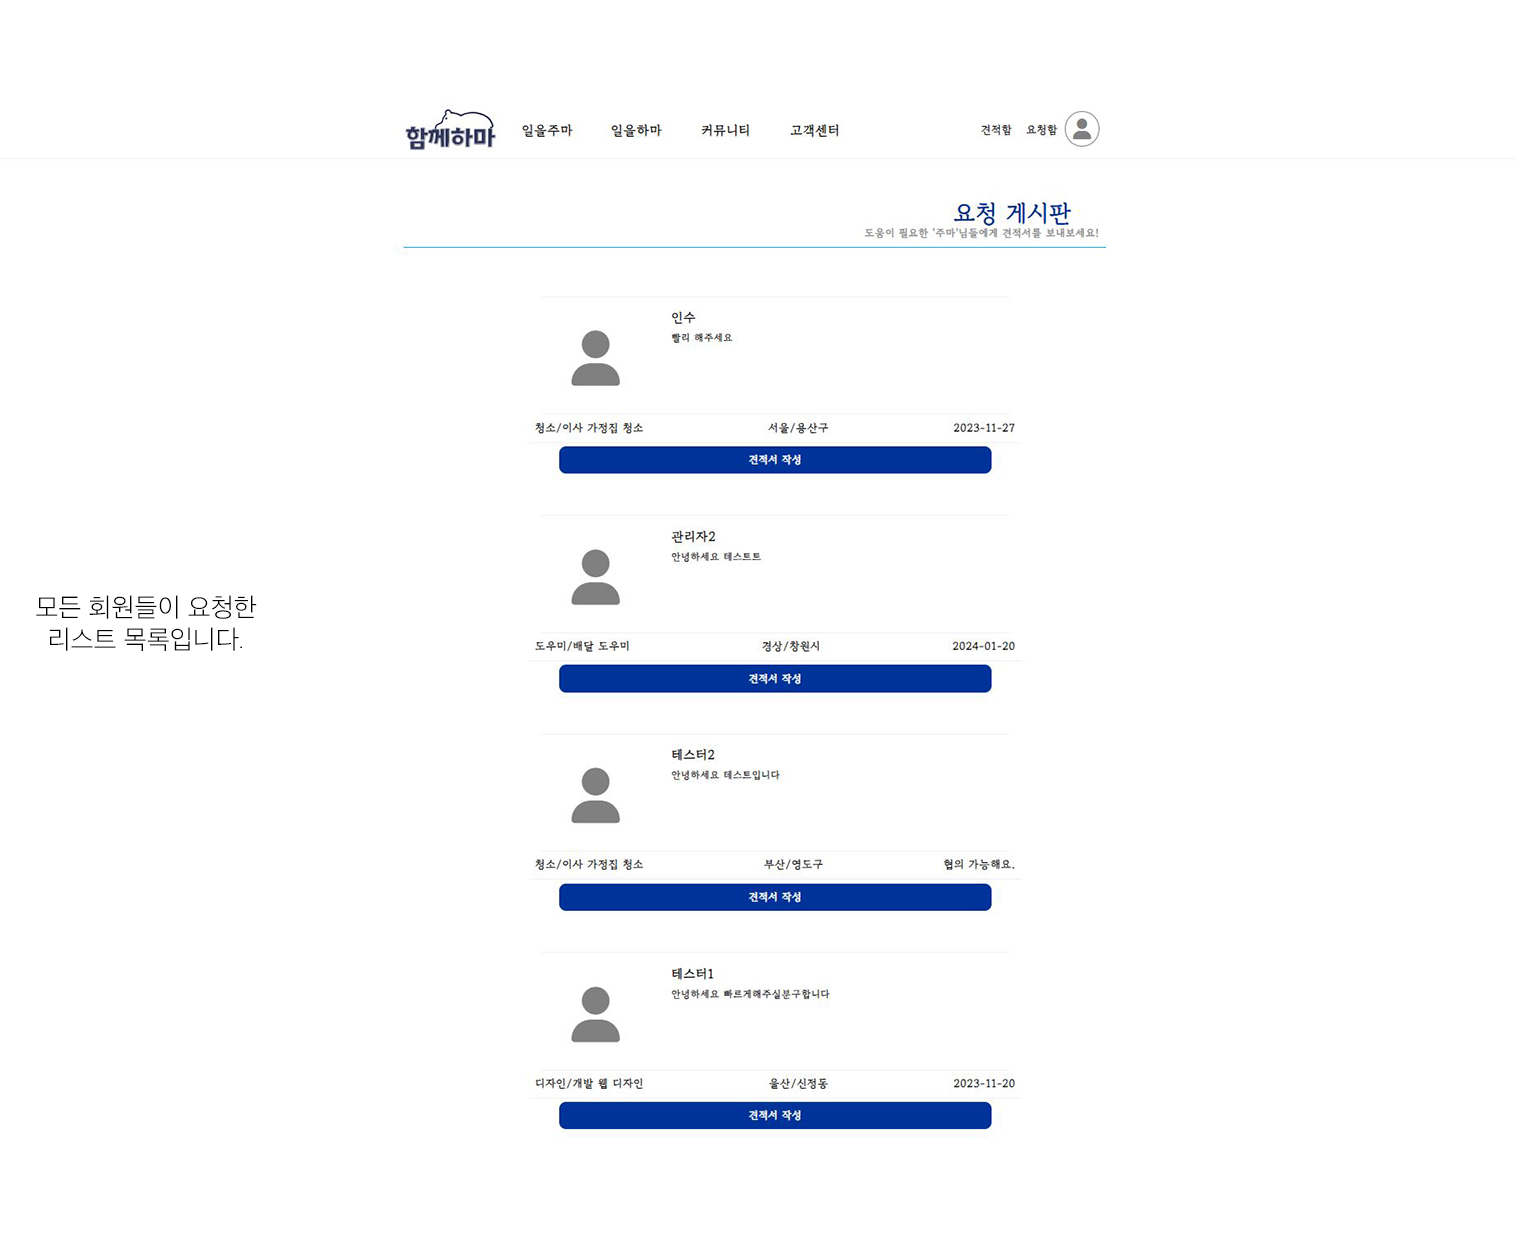 함께하마
일을주마
일을하마
커뮤니티
고객센터
견적함
요청함
요청 게시판
도움이 필요한 '주마'님들에게 견적서를 보내보세요!
인수
빨리 해주세요
청소/이사 가정집 청소
서울/용산구
2023-11-27
견적서 작성
관리자2
안녕하세요 테스트트
도우미/배달 도우미
경상/창원시
2024-01-20
견적서 작성
모든 회원들이 요청한
리스트 목록입니다.
테스터2
안녕하세요 테스트입니다
청소/이사 가정집 청소
부산/영도구
협의 가능해요.
견적서 작성
테스터1
안녕하세요 빠르게해주실분구합니다
디자인/개발 웹 디자인
울산/신정동
2023-11-20
견적서 작성